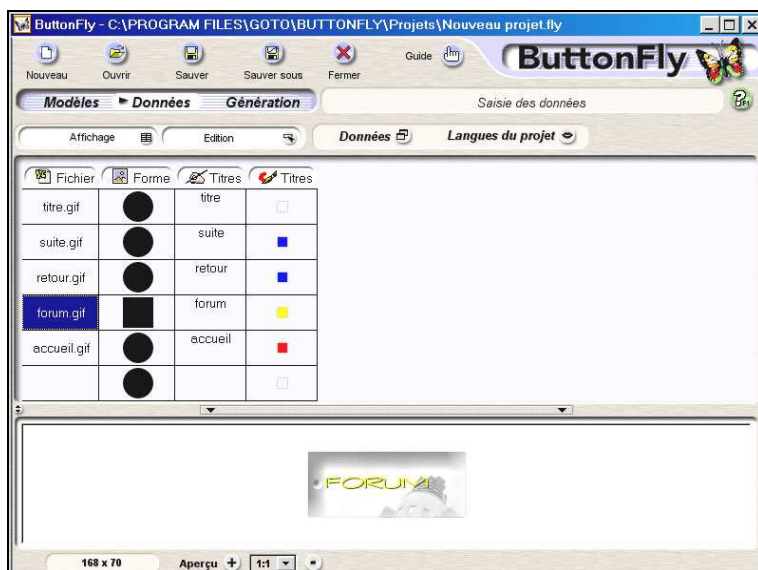 ButtonFly - C:\PROGRAM FILES\GOTO\BUTTONFLY\Projets\Nouveau projet.fly
Nouveau Ouvrir Sauver Sauver sous Fermer Guide ButtonFly
Modèles Données Génération Saisie des données
Affichage Edition Données Langues du projet
Fichier Forme Titres Titres
titre.gif titre
suite.gif suite
retour.gif retour
forum.gif forum
accueil.gif accueil
FORUM
168 x 70 Aperçu + 1:1 -